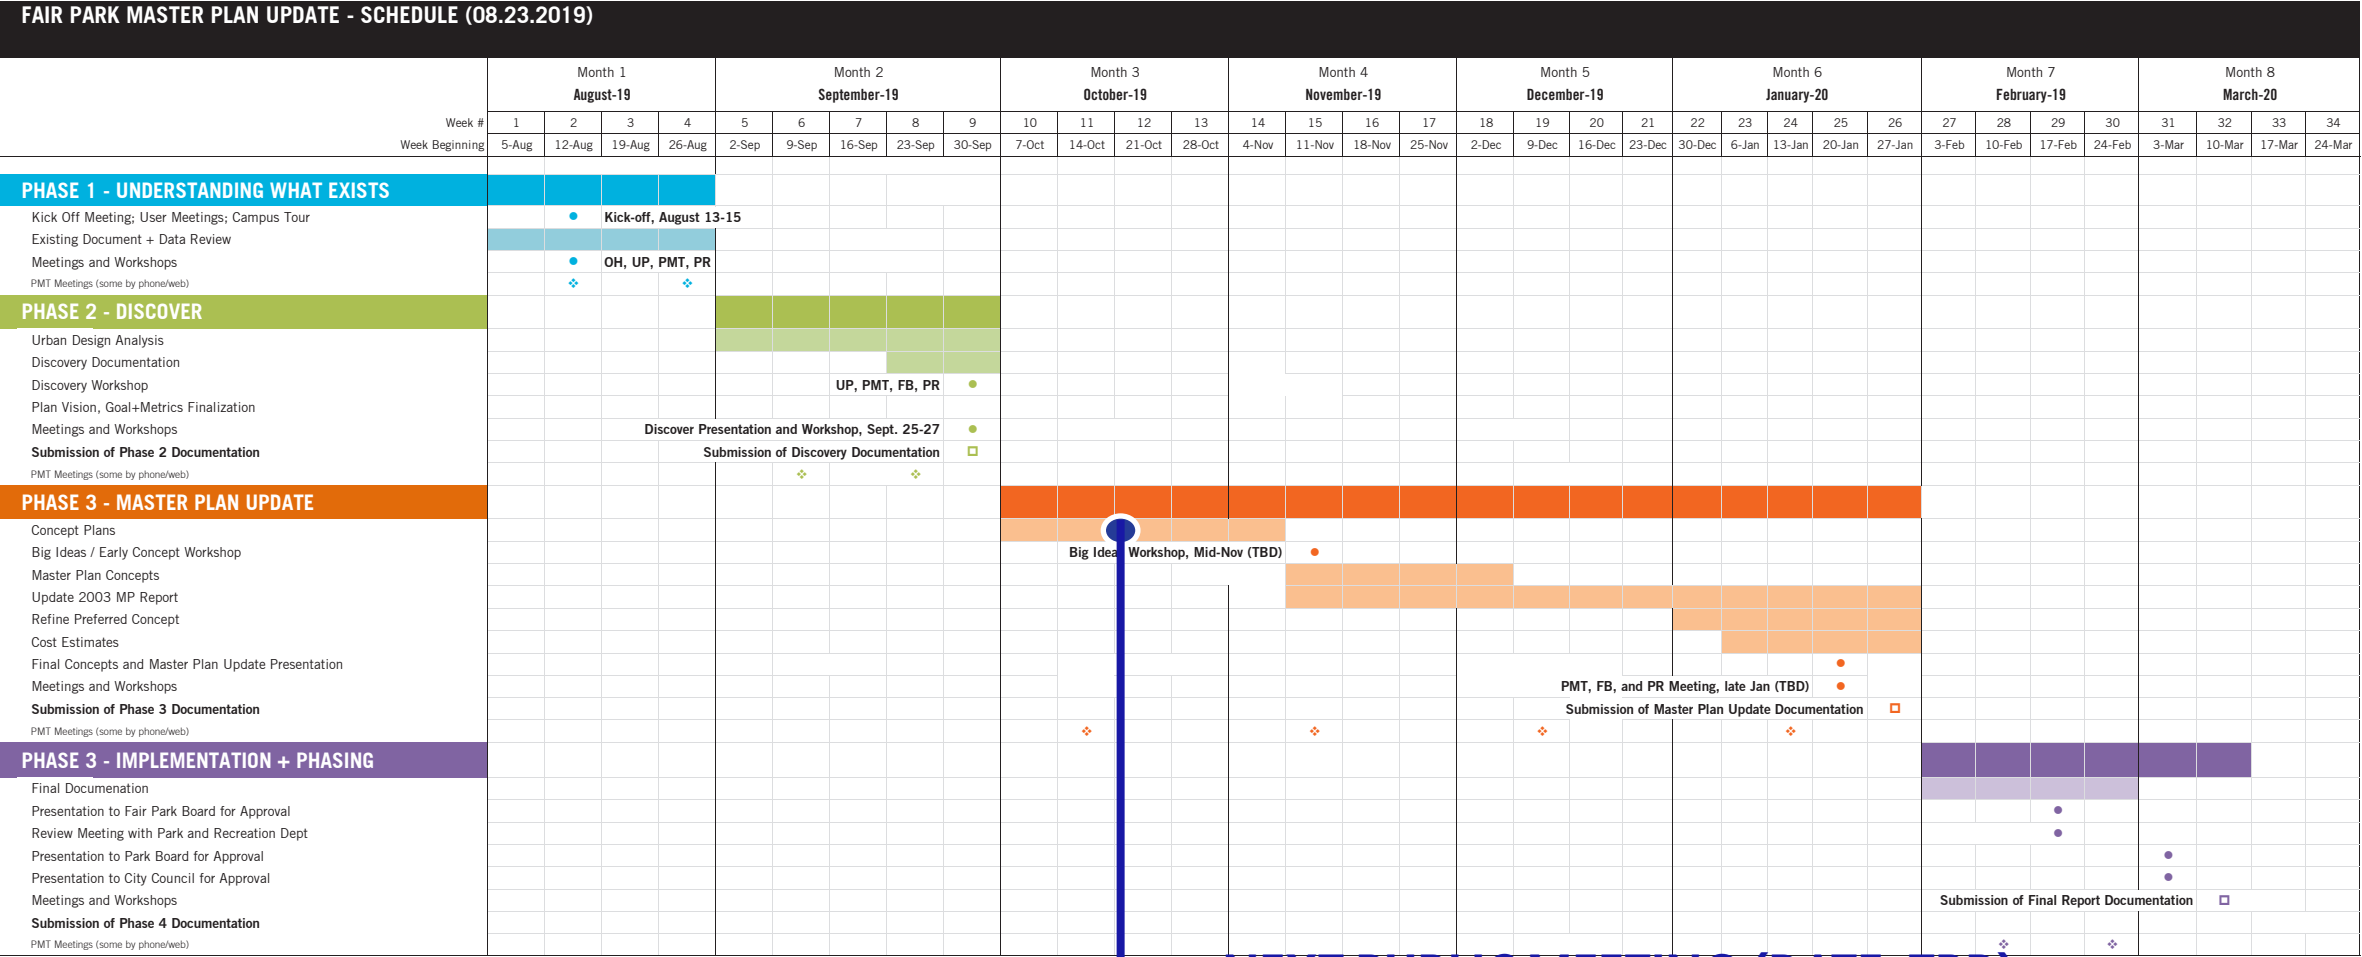 FAIR PARK MASTER PLAN UPDATE - SCHEDULE (08.23.2019)
Month 1 Month 2 Month 3 Month 4 Month 5 Month 6 Month 7 Month 8
August-19 September-19 October-19 November-19 December-19 January-20 February-19 March-20
Week # 1 2 3 4 5 6 7 8 9 10 11 12 13 14 15 16 17 18 19 20 21 22 23 24 25 26 27 28 29 30 31 32 33 34
Week Beginning 5-Aug 12-Aug 19-Aug 26-Aug 2-Sep 9-Sep 16-Sep 23-Sep 30-Sep 7-Oct 14-Oct 21-Oct 28-Oct 4-Nov 11-Nov 18-Nov 25-Nov 2-Dec 9-Dec 16-Dec 23-Dec 30-Dec 6-Jan 13-Jan 20-Jan 27-Jan 3-Feb 10-Feb 17-Feb 24-Feb 3-Mar 10-Mar 17-Mar 24-Mar
PHASE 1 - UNDERSTANDING WHAT EXISTS
Kick Off Meeting; User Meetings; Campus Tour Kick-off, August 13-15
Existing Document + Data Review
Meetings and Workshops OH, UP, PMT, PR
PMT Meetings (some by phone/web)
PHASE 2 - DISCOVER
Urban Design Analysis
Discovery Documentation
Discovery Workshop UP, PMT, FB, PR
Plan Vision, Goal+Metrics Finalization
Meetings and Workshops Discover Presentation and Workshop, Sept. 25-27
Submission of Phase 2 Documentation Submission of Discovery Documentation
PMT Meetings (some by phone/web)
PHASE 3 - MASTER PLAN UPDATE
Concept Plans
Big Ideas / Early Concept Workshop Big Idea Workshop, Mid-Nov (TBD)
Master Plan Concepts
Update 2003 MP Report
Refine Preferred Concept
Cost Estimates
Final Concepts and Master Plan Update Presentation
Meetings and Workshops PMT, FB, and PR Meeting, late Jan (TBD)
Submission of Phase 3 Documentation Submission of Master Plan Update Documentation
PMT Meetings (some by phone/web)
PHASE 3 - IMPLEMENTATION + PHASING
Final Documenation
Presentation to Fair Park Board for Approval
Review Meeting with Park and Recreation Dept
Presentation to Park Board for Approval
Presentation to City Council for Approval
Meetings and Workshops Submission of Final Report Documentation
Submission of Phase 4 Documentation
PMT Meetings (some by phone/web)